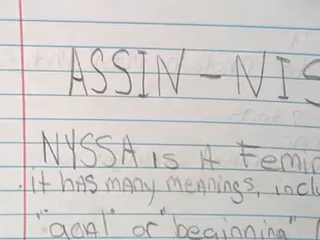 ASSIN-NIS
NYSSA is A Femin
it HAS MANY meanings, inclu
"goal" or "beginning" (